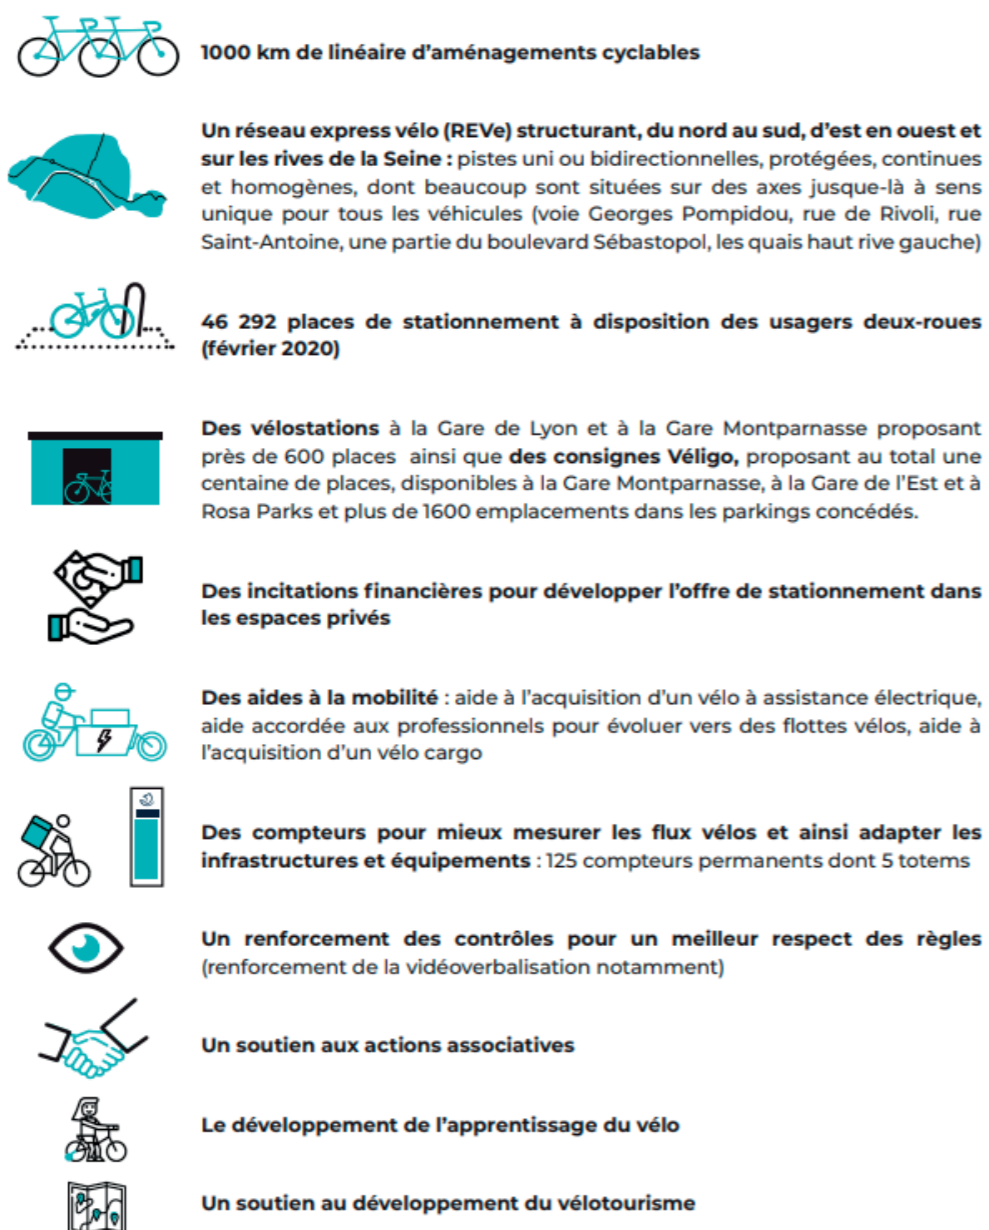 1000 km de linéaire d'aménagements cyclables
Un réseau express vélo (REVe) structurant, du nord au sud, d'est en ouest et
sur les rives de la Seine : pistes uni ou bidirectionnelles, protégées, continues
et homogènes, dont beaucoup sont situées sur des axes jusque-là à sens
unique pour tous les véhicules (voie Georges Pompidou, rue de Rivoli, rue
Saint-Antoine, une partie du boulevard Sébastopol, les quais haut rive gauche)
46 292 places de stationnement à disposition des usagers deux-roues
(février 2020)
Des vélostations à la Gare de Lyon et à la Gare Montparnasse proposant
près de 600 places ainsi que des consignes Véligo, proposant au total une
centaine de places, disponibles à la Gare Montparnasse, à la Gare de l'Est et à
Rosa Parks et plus de 1600 emplacements dans les parkings concédés.
Des incitations financières pour développer l'offre de stationnement dans
les espaces privés
Des aides à la mobilité : aide à l'acquisition d'un vélo à assistance électrique,
aide accordée aux professionnels pour évoluer vers des flottes vélos, aide à
l'acquisition d'un vélo cargo
Des compteurs pour mieux mesurer les flux vélos et ainsi adapter les
infrastructures et équipements : 125 compteurs permanents dont 5 totems
Un renforcement des contrôles pour un meilleur respect des règles
(renforcement de la vidéoverbalisation notamment)
Un soutien aux actions associatives
Le développement de l'apprentissage du vélo
Un soutien au développement du vélotourisme